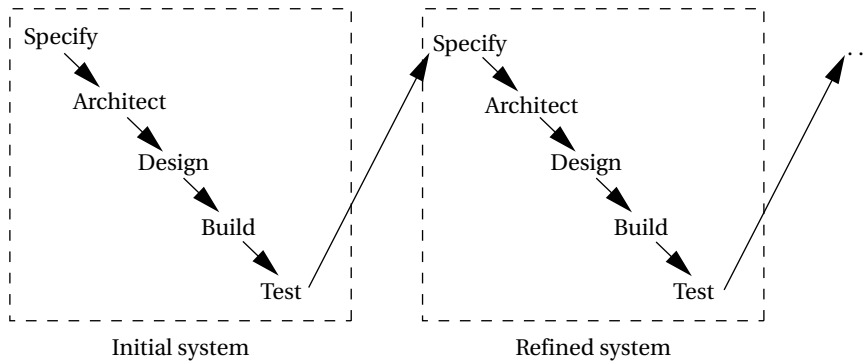 Specify
Architect
Design
Build
Test
Initial system
Specify
Architect
Design
Build
Test
Refined system
. .